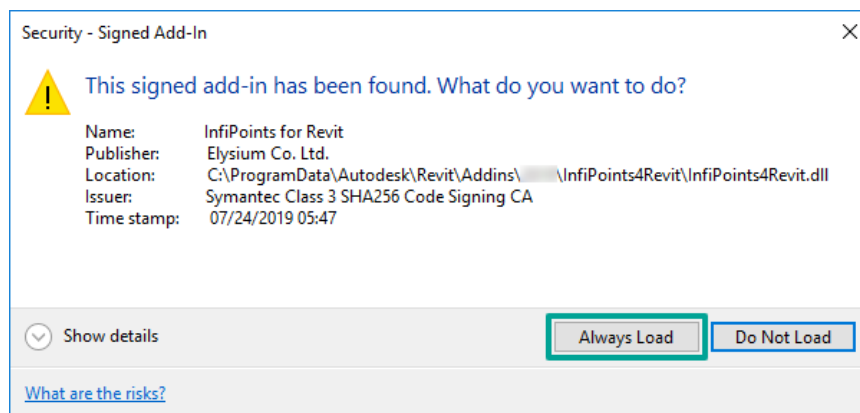 Security - Signed Add-In
This signed add-in has been found. What do you want to do?
Name: InfiPoints for Revit
Publisher: Elysium Co. Ltd.
Location: C:\ProgramData\Autodesk\Revit\Addins\ \InfiPoints4Revit\InfiPoints4Revit.dll
Issuer: Symantec Class 3 SHA256 Code Signing CA
Time stamp: 07/24/2019 05:47
Show details
Always Load
Do Not Load
What are the risks?